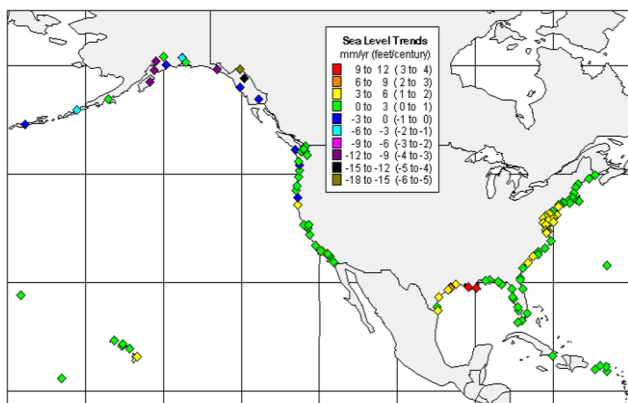 Sea Level Trends
mm/yr (feet/century)
9 to 12 (3 to 4)
6 to 9 (2 to 3)
3 to 6 (1 to 2)
0 to 3 (0 to 1)
-3 to 0 (-1 to 0)
-6 to -3 (-2 to -1)
-9 to -6 (-3 to -2)
-12 to -9 (-4 to -3)
-15 to -12 (-5 to -4)
-18 to -15 (-6 to -5)